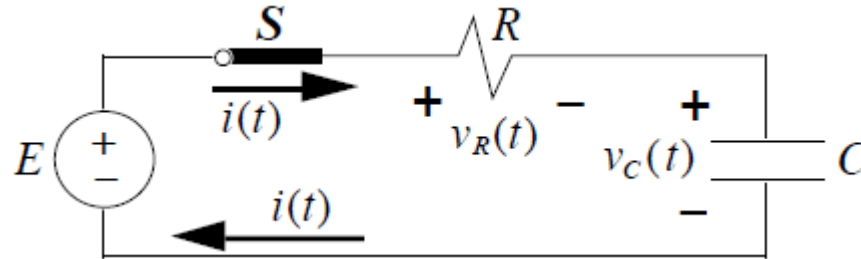 S
R
+
−
+
i(t)
v_R(t)
E
+
−
v_C(t)
C
i(t)
−